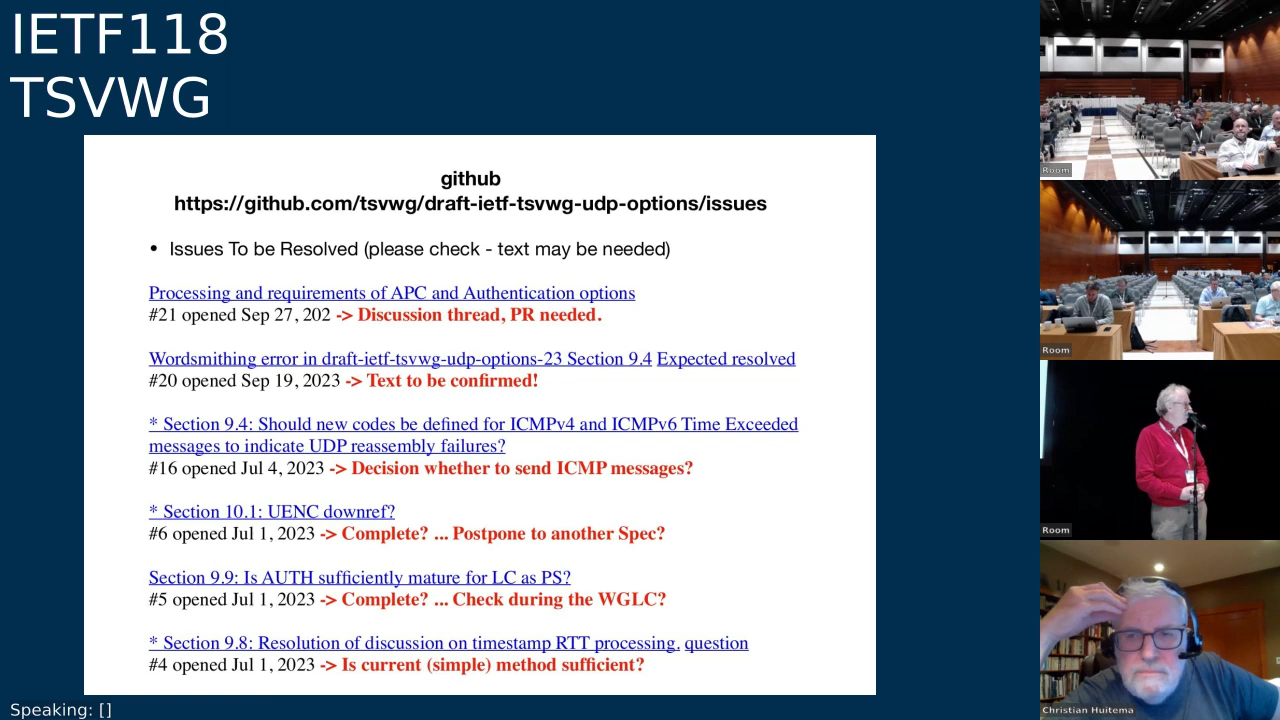 IETF118
TSVWG
github
https://github.com/tsvwg/draft-ietf-tsvwg-udp-options/issues
• Issues To be Resolved (please check - text may be needed)
Processing and requirements of APC and Authentication options
#21 opened Sep 27, 202 -> Discussion thread, PR needed.
Wordsmithing error in draft-ietf-tsvwg-udp-options-23 Section 9.4 Expected resolved
#20 opened Sep 19, 2023 -> Text to be confirmed!
* Section 9.4: Should new codes be defined for ICMPv4 and ICMPv6 Time Exceeded
messages to indicate UDP reassembly failures?
#16 opened Jul 4, 2023 -> Decision whether to send ICMP messages?
* Section 10.1: UENC downref?
#6 opened Jul 1, 2023 -> Complete? ... Postpone to another Spec?
Section 9.9: Is AUTH sufficiently mature for LC as PS?
#5 opened Jul 1, 2023 -> Complete? ... Check during the WGLC?
* Section 9.8: Resolution of discussion on timestamp RTT processing. question
#4 opened Jul 1, 2023 -> Is current (simple) method sufficient?
Speaking: []
Room
Room
Room
Christian Huitema